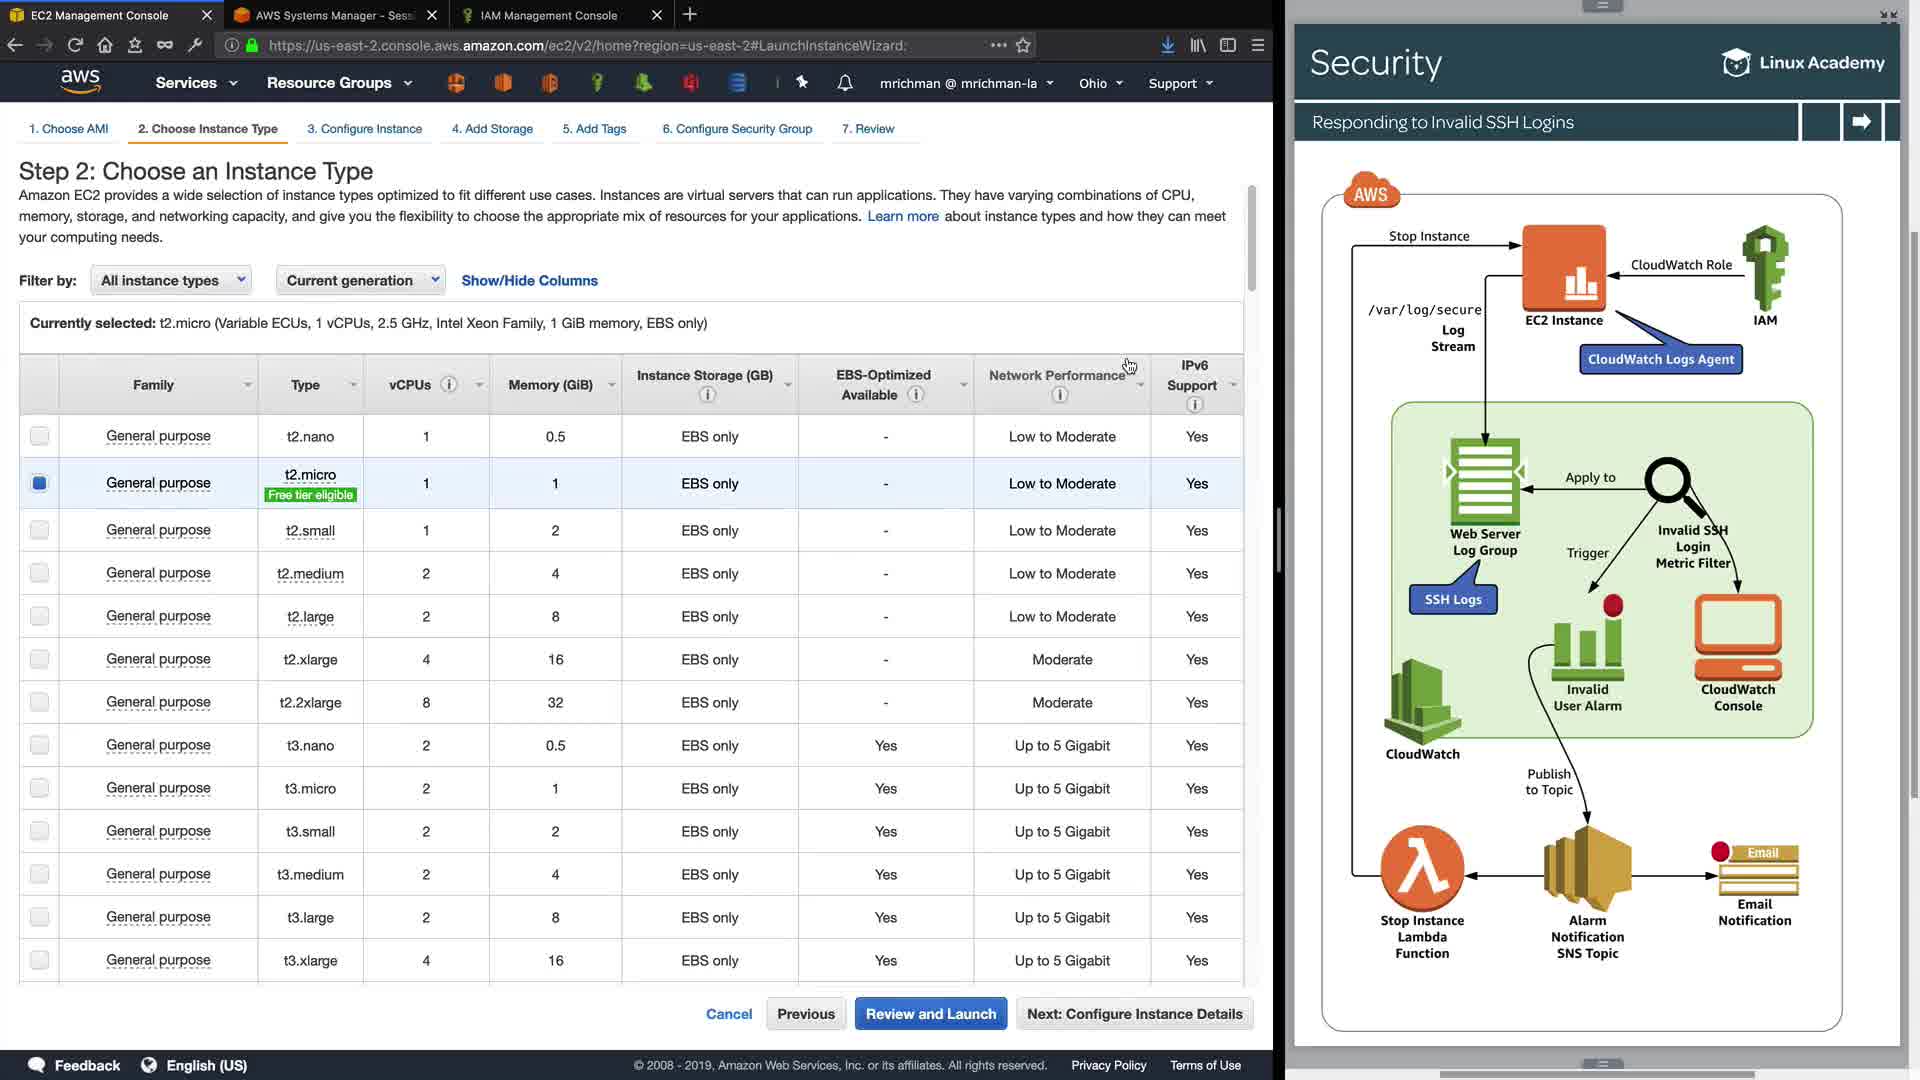 EC2 Management Console
AWS Systems Manager - Sess
IAM Management Console
https://us-east-2.console.aws.amazon.com/ec2/v2/home?region=us-east-2#LaunchInstanceWizard:
aws
Services
Resource Groups
mrichman @ mrichman-la
Ohio
Support
1. Choose AMI
2. Choose Instance Type
3. Configure Instance
4. Add Storage
5. Add Tags
6. Configure Security Group
7. Review
Step 2: Choose an Instance Type
Amazon EC2 provides a wide selection of instance types optimized to fit different use cases. Instances are virtual servers that can run applications. They have varying combinations of CPU,
memory, storage, and networking capacity, and give you the flexibility to choose the appropriate mix of resources for your applications. Learn more about instance types and how they can meet
your computing needs.
Filter by: All instance types Current generation Show/Hide Columns
Currently selected: t2.micro (Variable ECUs, 1 vCPUs, 2.5 GHz, Intel Xeon Family, 1 GiB memory, EBS only)
Family
Type
vCPUs
Memory (GiB)
Instance Storage (GB)
EBS-Optimized
Available
Network Performance
IPv6
Support
General purpose t2.nano 1 0.5 EBS only - Low to Moderate Yes
General purpose t2.micro 1 1 EBS only - Low to Moderate Yes
Free tier eligible
General purpose t2.small 1 2 EBS only - Low to Moderate Yes
General purpose t2.medium 2 4 EBS only - Low to Moderate Yes
General purpose t2.large 2 8 EBS only - Low to Moderate Yes
General purpose t2.xlarge 4 16 EBS only - Moderate Yes
General purpose t2.2xlarge 8 32 EBS only - Moderate Yes
General purpose t3.nano 2 0.5 EBS only Yes Up to 5 Gigabit Yes
General purpose t3.micro 2 1 EBS only Yes Up to 5 Gigabit Yes
General purpose t3.small 2 2 EBS only Yes Up to 5 Gigabit Yes
General purpose t3.medium 2 4 EBS only Yes Up to 5 Gigabit Yes
General purpose t3.large 2 8 EBS only Yes Up to 5 Gigabit Yes
General purpose t3.xlarge 4 16 EBS only Yes Up to 5 Gigabit Yes
Cancel
Previous
Review and Launch
Next: Configure Instance Details
Feedback
English (US)
© 2008 - 2019, Amazon Web Services, Inc. or its affiliates. All rights reserved.
Privacy Policy
Terms of Use
Security
Linux Academy
Responding to Invalid SSH Logins
AWS
Stop Instance
CloudWatch Role
/var/log/secure
Log
Stream
EC2 Instance
IAM
CloudWatch Logs Agent
Apply to
Web Server
Log Group
Invalid SSH
Login
Metric Filter
Trigger
SSH Logs
Invalid
User Alarm
CloudWatch
Console
CloudWatch
Publish
to Topic
Email
Stop Instance
Lambda
Function
Alarm
Notification
SNS Topic
Email
Notification